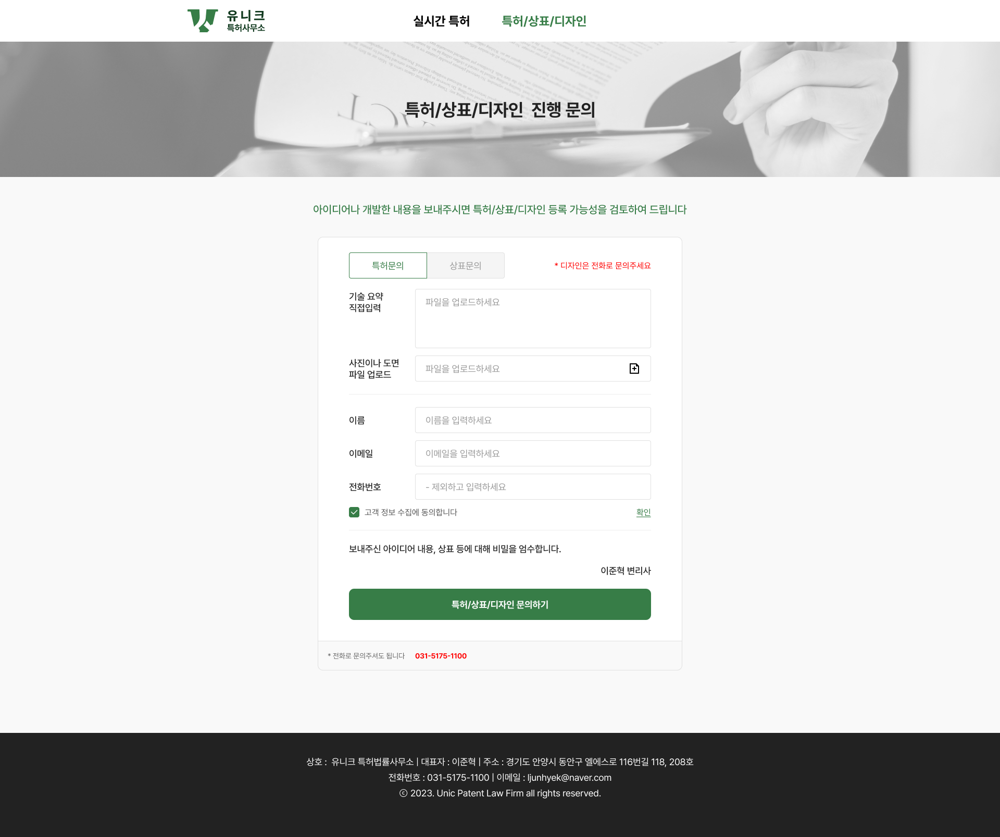 유니크
특허사무소
실시간 특허
특허/상표/디자인
특허/상표/디자인 진행 문의
아이디어나 개발한 내용을 보내주시면 특허/상표/디자인 등록 가능성을 검토하여 드립니다
특허문의
상표문의
* 디자인은 전화로 문의주세요
기술 요약
직접입력
파일을 업로드하세요
사진이나 도면
파일 업로드
파일을 업로드하세요
이름
이름을 입력하세요
이메일
이메일을 입력하세요
전화번호
- 제외하고 입력하세요
고객 정보 수집에 동의합니다
확인
보내주신 아이디어 내용, 상표 등에 대해 비밀을 엄수합니다.
이준혁 변리사
특허/상표/디자인 문의하기
* 전화로 문의주셔도 됩니다
031-5175-1100
상호 : 유니크 특허법률사무소 | 대표자 : 이준혁 | 주소 : 경기도 안양시 동안구 엘에스로 116번길 118, 208호
전화번호 : 031-5175-1100 | 이메일 : ljunhyek@naver.com
ⓒ 2023. Unic Patent Law Firm all rights reserved.